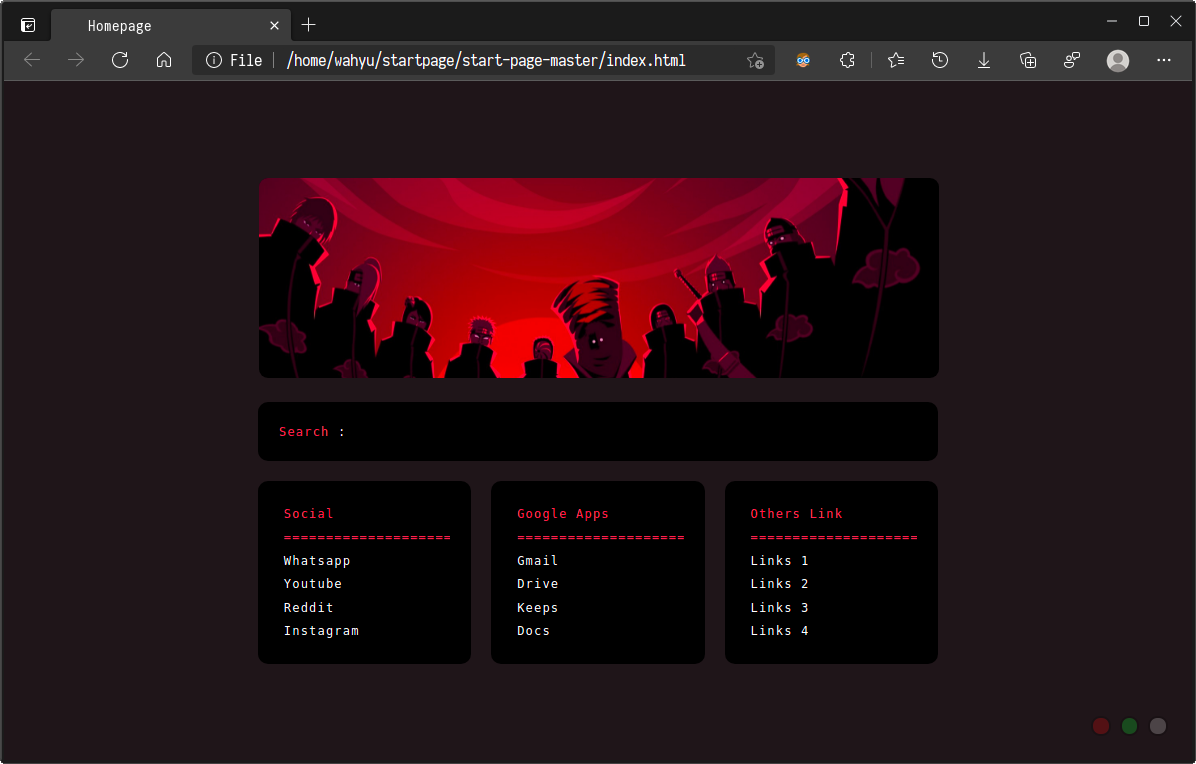 Homepage
File /home/wahyu/startpage/start-page-master/index.html
Search :
Social
====================
Whatsapp
Youtube
Reddit
Instagram
Google Apps
====================
Gmail
Drive
Keeps
Docs
Others Link
====================
Links 1
Links 2
Links 3
Links 4